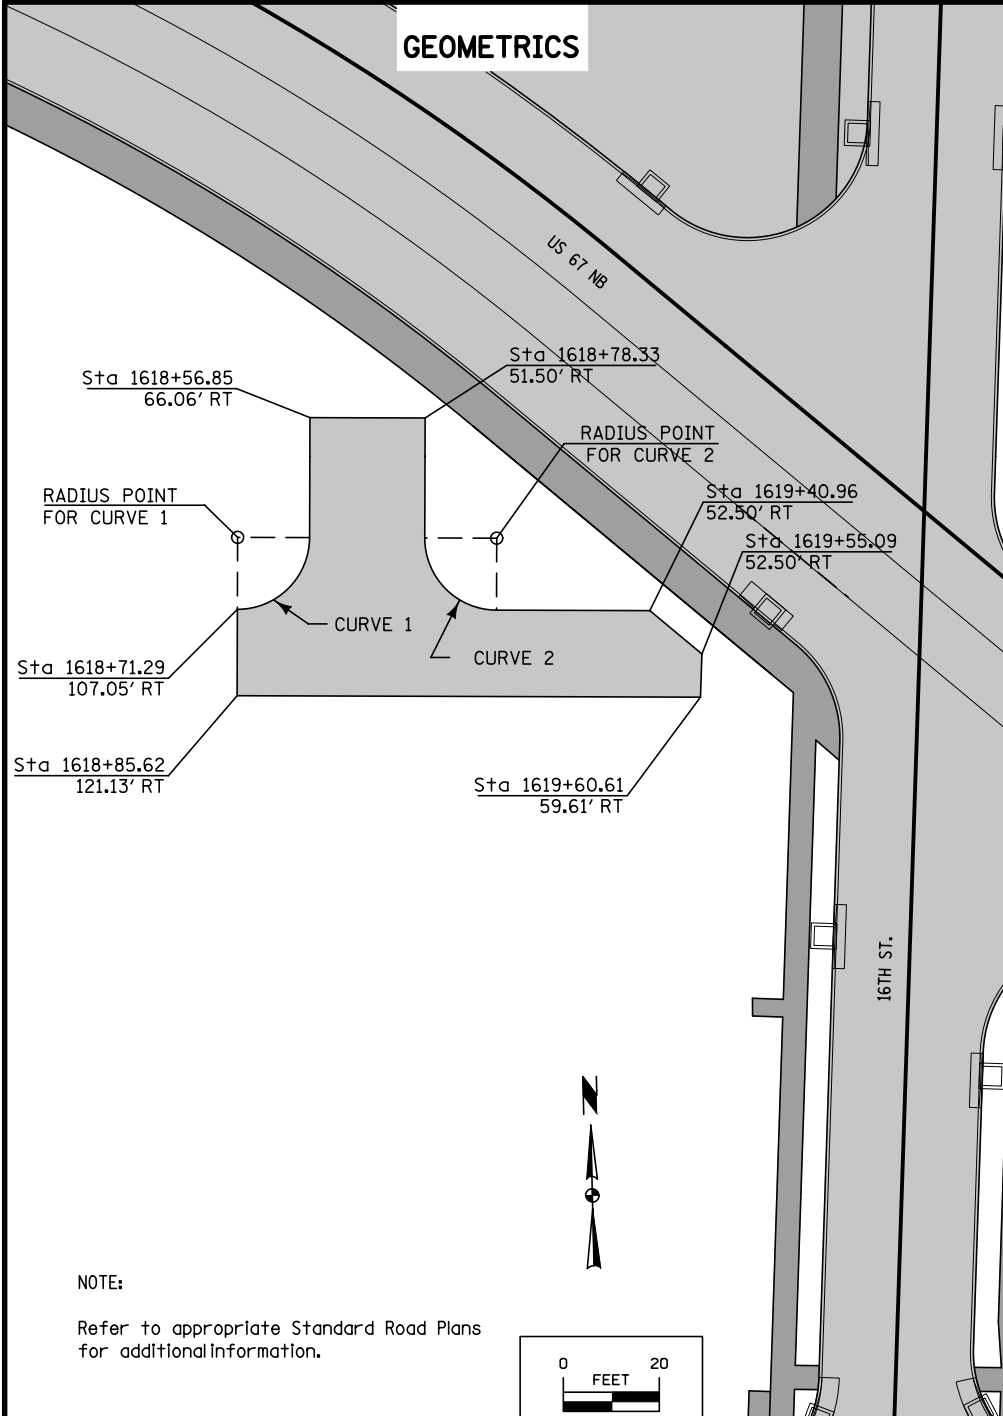 GEOMETRICS
US 67 NB
Sta 1618+78.33
51.50' RT
Sta 1618+56.85
66.06' RT
RADIUS POINT
FOR CURVE 2
RADIUS POINT
FOR CURVE 1
Sta 1619+40.96
52.50' RT
Sta 1619+55.09
52.50' RT
CURVE 1
CURVE 2
Sta 1618+71.29
107.05' RT
Sta 1618+85.62
121.13' RT
Sta 1619+60.61
59.61' RT
16TH ST.
N
NOTE:
Refer to appropriate Standard Road Plans
for additional information.
0 20
FEET